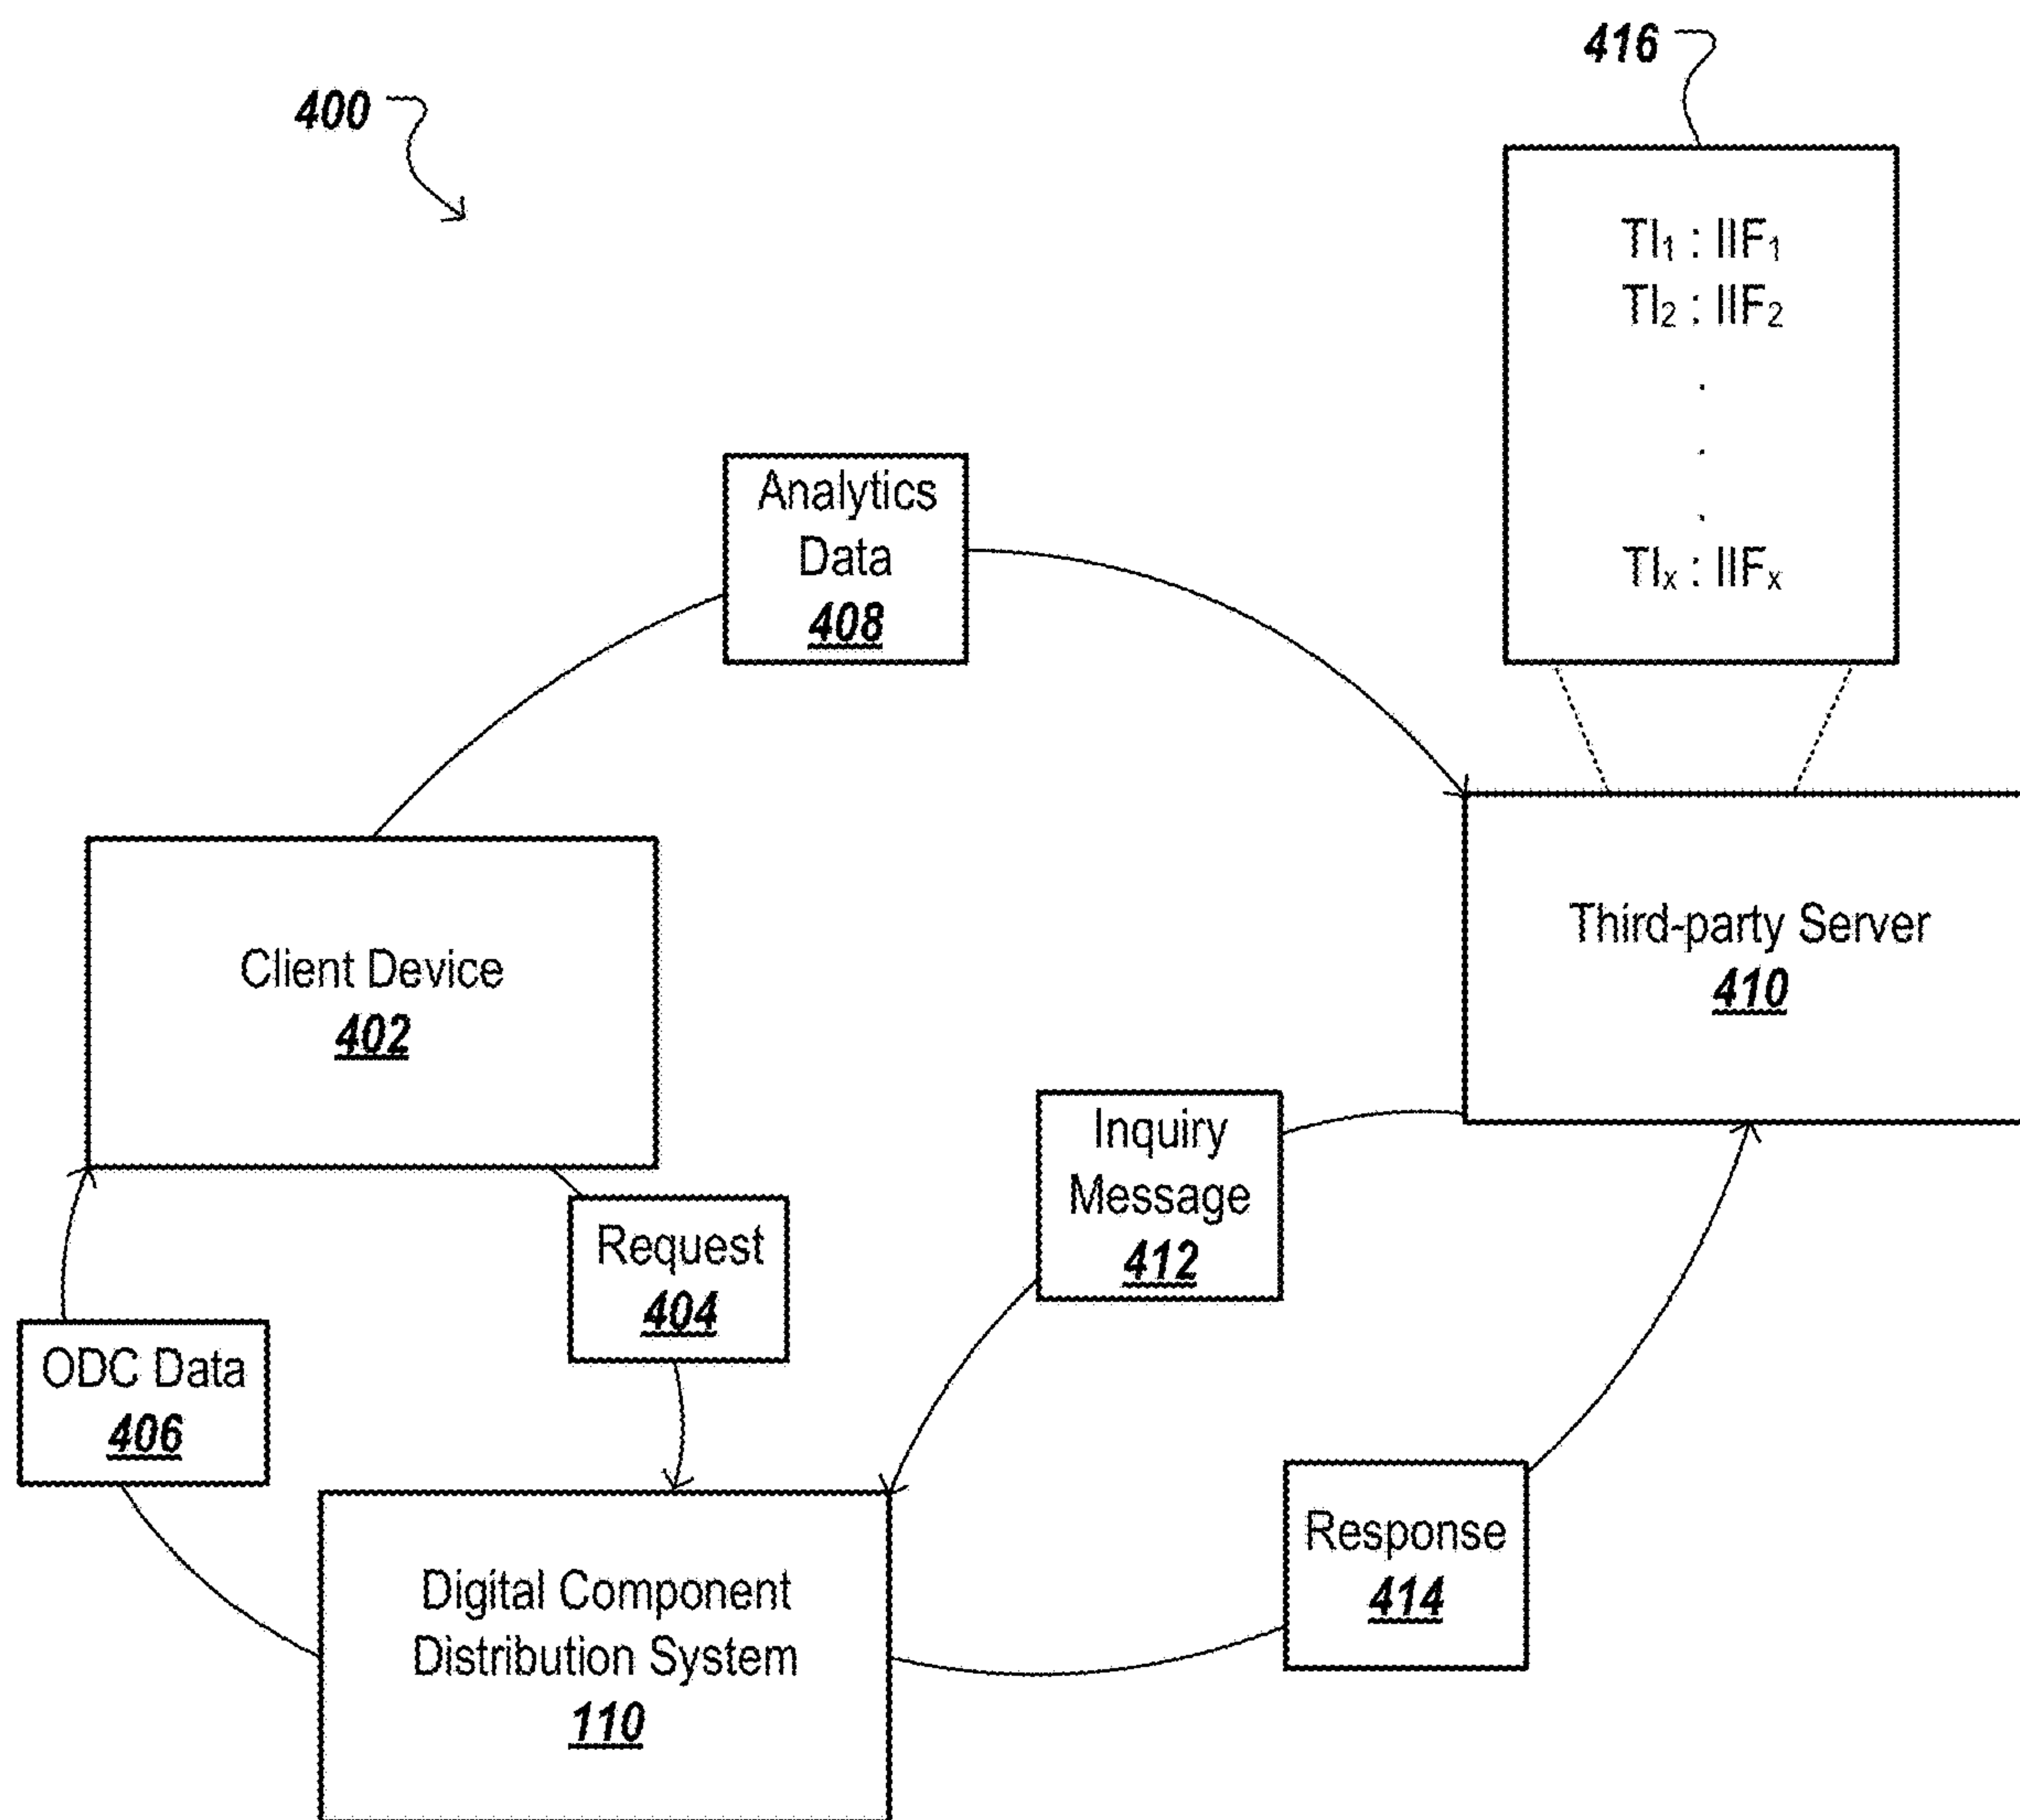 400
416
TI1 : IIF1
TI2 : IIF2
.
.
.
TIx : IIFx
Analytics
Data
408
Client Device
402
Third-party Server
410
Inquiry
Message
412
Request
404
ODC Data
406
Response
414
Digital Component
Distribution System
110